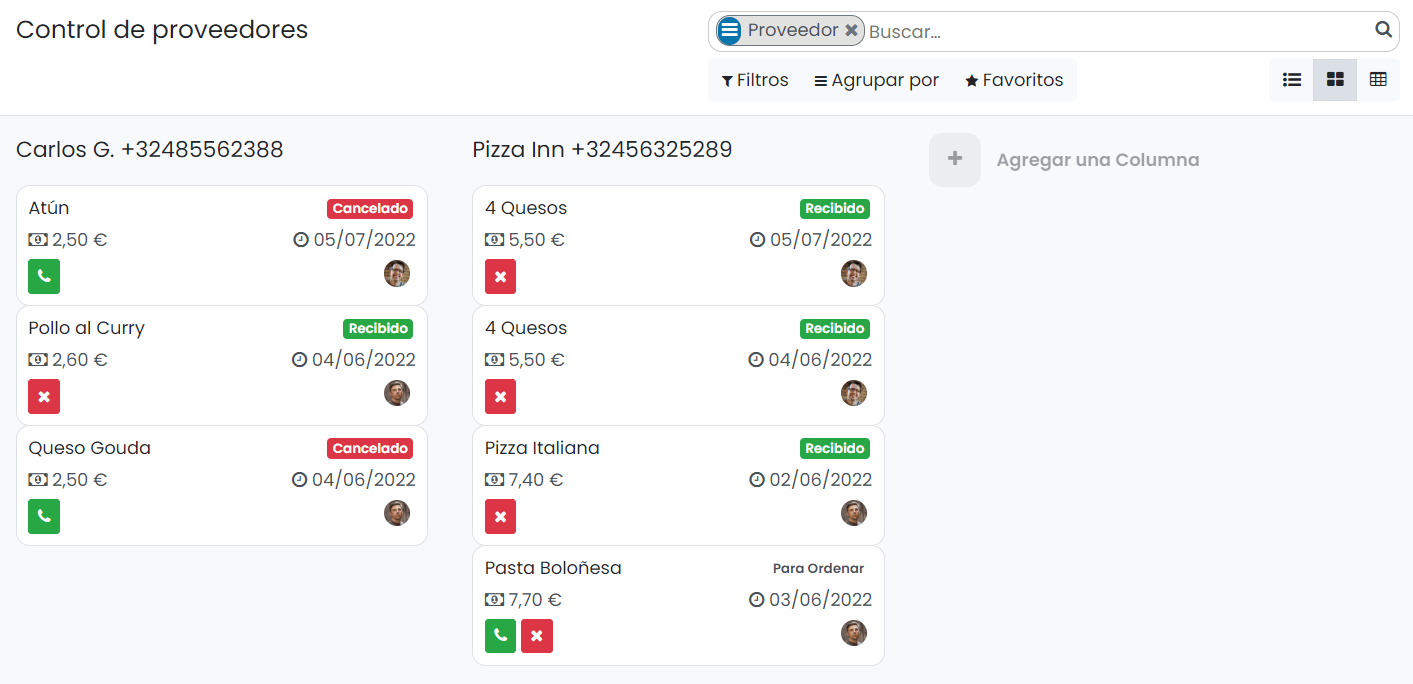 Control de proveedores
Proveedor
Buscar...
Filtros
Agrupar por
Favoritos
Carlos G. +32485562388
Atún
Cancelado
2,50 €
05/07/2022
Pollo al Curry
Recibido
2,60 €
04/06/2022
Queso Gouda
Cancelado
2,50 €
04/06/2022
Pizza Inn +32456325289
4 Quesos
Recibido
5,50 €
05/07/2022
4 Quesos
Recibido
5,50 €
04/06/2022
Pizza Italiana
Recibido
7,40 €
02/06/2022
Pasta Boloñesa
Para Ordenar
7,70 €
03/06/2022
Agregar una Columna